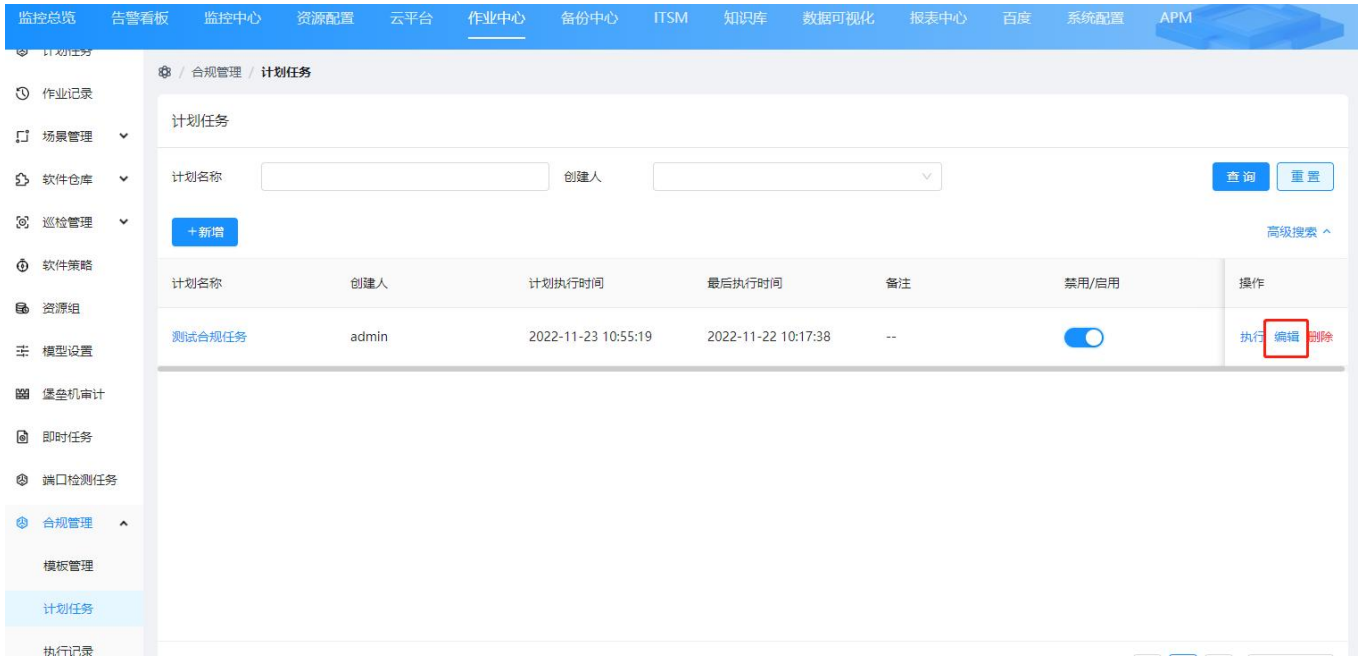 监控总览 告警看板 监控中心 资源配置 云平台 作业中心 备份中心 ITSM 知识库 数据可视化 报表中心 百度 系统配置 APM
计划任务
/ 合规管理 / 计划任务
作业记录
计划任务
场景管理
计划名称 创建人 查询 重置
软件仓库
巡检管理
+新增 高级搜索
软件策略
计划名称 创建人 计划执行时间 最后执行时间 备注 禁用/启用 操作
资源组
测试合规任务 admin 2022-11-23 10:55:19 2022-11-22 10:17:38 -- 执行 编辑 删除
模型设置
堡垒机审计
即时任务
端口检测任务
合规管理
模板管理
计划任务
执行记录